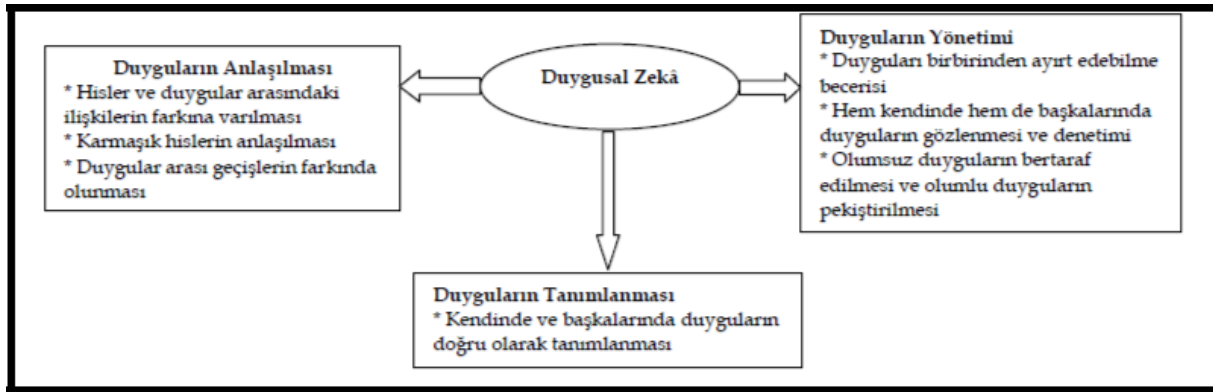 Duyguların Anlaşılması
* Hisler ve duygular arasındaki
ilişkilerin farkına varılması
* Karmaşık hislerin anlaşılması
* Duygular arası geçişlerin farkında
olunması
Duygusal Zekâ
Duyguların Yönetimi
* Duyguları birbirinden ayırt edebilme
becerisi
*Hem kendinde hem de başkalarında
duyguların gözlenmesi ve denetimi
*Olumsuz duyguların bertaraf
edilmesi ve olumlu duyguların
pekiştirilmesi
Duyguların Tanımlanması
* Kendinde ve başkalarında duyguların
doğru olarak tanımlanması